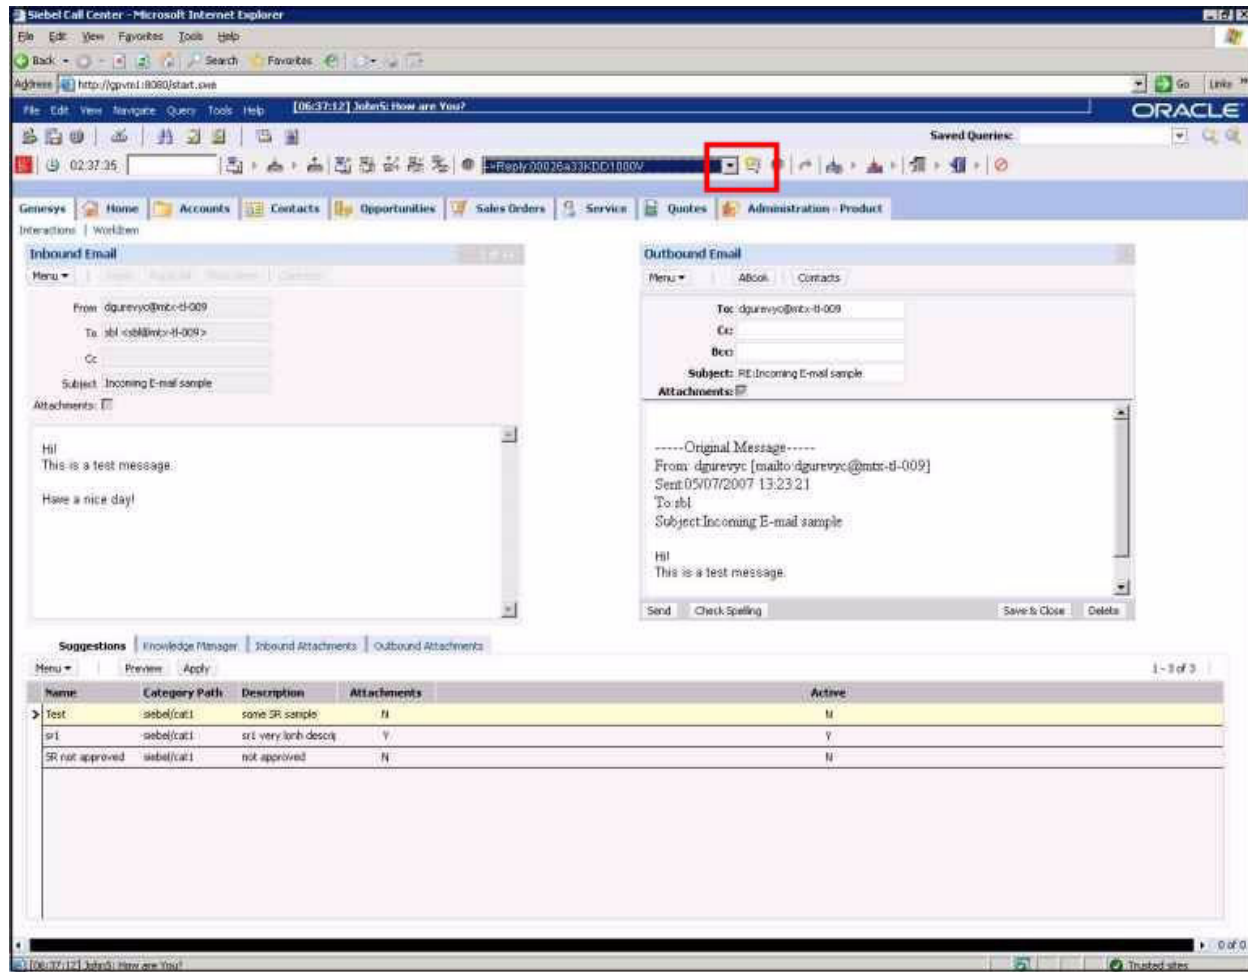 Siebel Call Center - Microsoft Internet Explorer
File Edit View Favorites Tools Help
Back Search Favorites
Address http://gpvm1:8080/start.swe Go Links
File Edit View Navigate Query Tools Help [06:37:12] JohnS: How are You? ORACLE
Saved Queries:
02:37:35
Genesys Home Accounts Contacts Opportunities Sales Orders Service Quotes Administration - Product
Interactions | WorkItem
Inbound Email
Menu
From dgurevyc@mtx-tl-009
To sbl <sbl@mtx-tl-009>
Cc
Subject Incoming E-mail sample
Attachments:
Hi!
This is a test message.
Have a nice day!
Outbound Email
Menu ABook Contacts
To: dgurevyc@mtx-tl-009
Cc:
Bcc:
Subject: RE:Incoming E-mail sample
Attachments:
-----Original Message-----
From: dgurevyc [mailto:dgurevyc@mtx-tl-009]
Sent:05/07/2007 13:23:21
To:sbl
Subject:Incoming E-mail sample
Hi!
This is a test message.
Send Check Spelling Save & Close Delete
Suggestions Knowledge Manager Inbound Attachments Outbound Attachments
Menu Preview Apply 1 - 3 of 3
Name Category Path Description Attachments Active
Test siebel/cat1 some SR sample N N
sr1 siebel/cat1 sr1 very lonh descrip Y Y
SR not approved siebel/cat1 not approved N N
0 of 0
[06:37:12] JohnS: How are You? Trusted sites